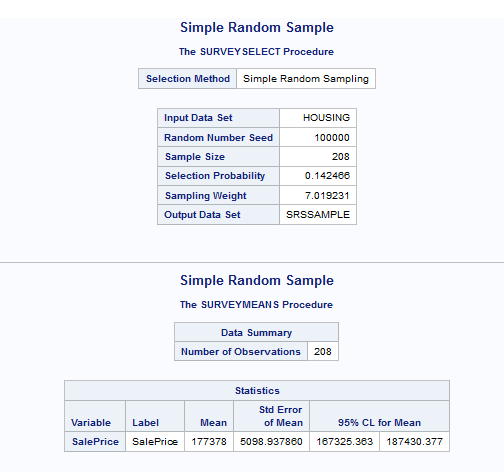 Simple Random Sample
The SURVEYSELECT Procedure
Selection Method Simple Random Sampling
Input Data Set HOUSING
Random Number Seed 100000
Sample Size 208
Selection Probability 0.142466
Sampling Weight 7.019231
Output Data Set SRSSAMPLE
Simple Random Sample
The SURVEYMEANS Procedure
Data Summary
Number of Observations 208
Statistics
Variable Label Mean Std Error of Mean 95% CL for Mean
SalePrice SalePrice 177378 5098.937860 167325.363 187430.377